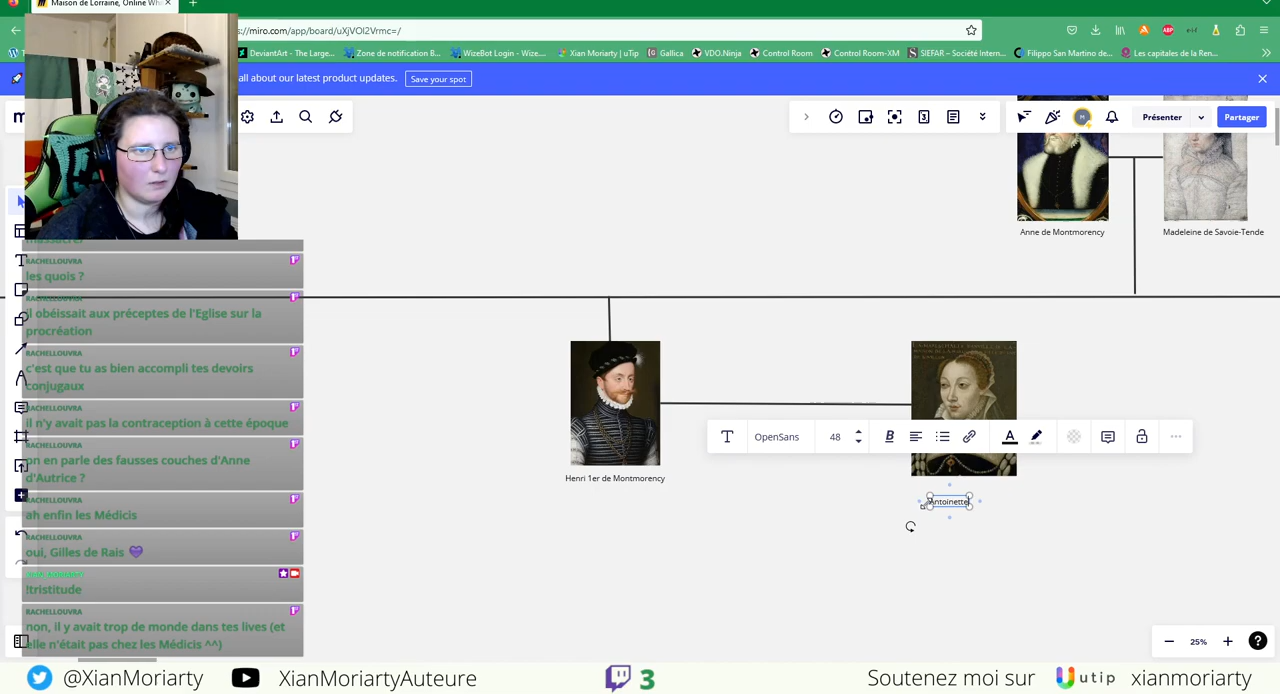 Maison de Lorraine, Online Whi
://miro.com/app/board/uXjVOl2Vrmc=/
DeviantArt - The Large...
Zone de notification B...
WizeBot Login - Wize....
Xian Moriarty | uTip
Gallica
VDO.Ninja
Control Room
Control Room-XM
SIEFAR — Société Intern...
Filippo San Martino de...
Les capitales de la Ren...
all about our latest product updates.
Save your spot
Présenter
Partager
Anne de Montmorency
Madeleine de Savoie-Tende
massacrer
RACHELLOUVRA
les quois ?
RACHELLOUVRA
il obéissait aux préceptes de l'Eglise sur la
procréation
RACHELLOUVRA
c'est que tu as bien accompli tes devoirs
conjugaux
RACHELLOUVRA
il n'y avait pas la contraception à cette époque
RACHELLOUVRA
on en parle des fausses couches d'Anne
d'Autrice ?
RACHELLOUVRA
ah enfin les Médicis
RACHELLOUVRA
oui, Gilles de Rais 💜
!tristitude
RACHELLOUVRA
non, il y avait trop de monde dans tes lives (et
elle n'était pas chez les Médicis ^^)
OpenSans
48
Henri 1er de Montmorency
Antoinette
25%
@XianMoriarty
XianMoriartyAuteure
3
Soutenez moi sur
utip
xianmoriarty